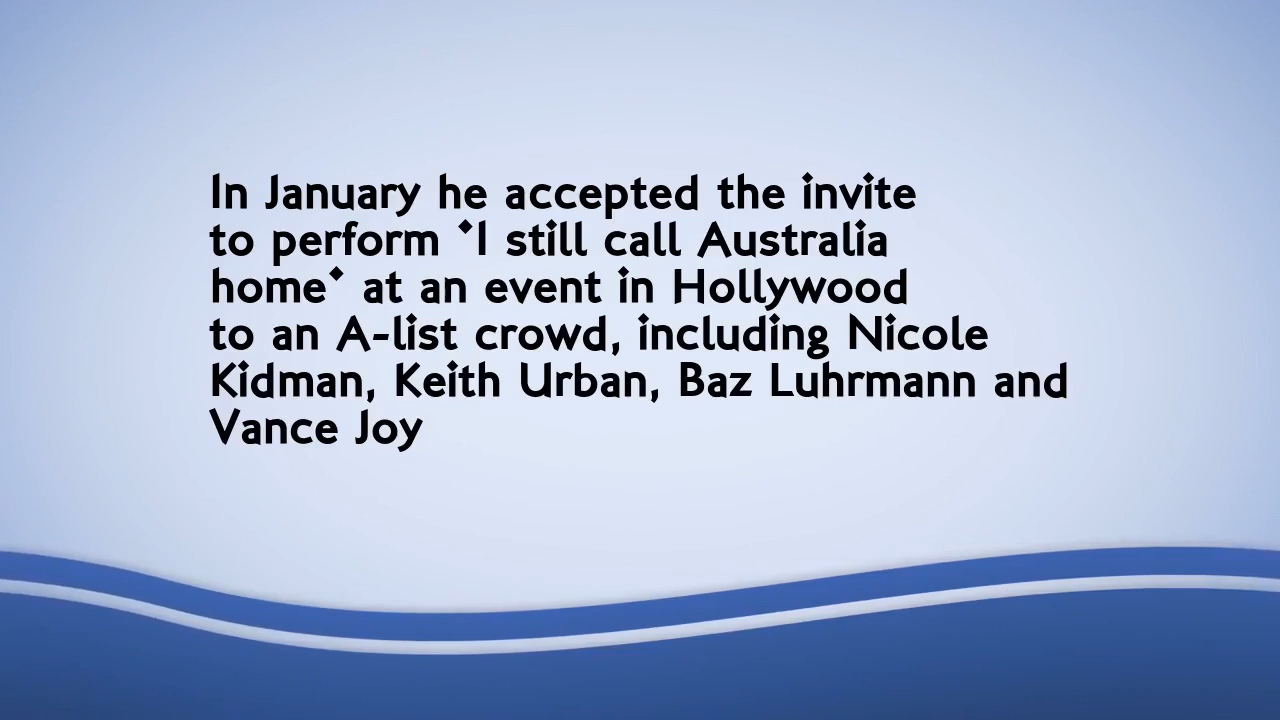 In January he accepted the invite
to perform 'I still call Australia
home' at an event in Hollywood
to an A-list crowd, including Nicole
Kidman, Keith Urban, Baz Luhrmann and
Vance Joy